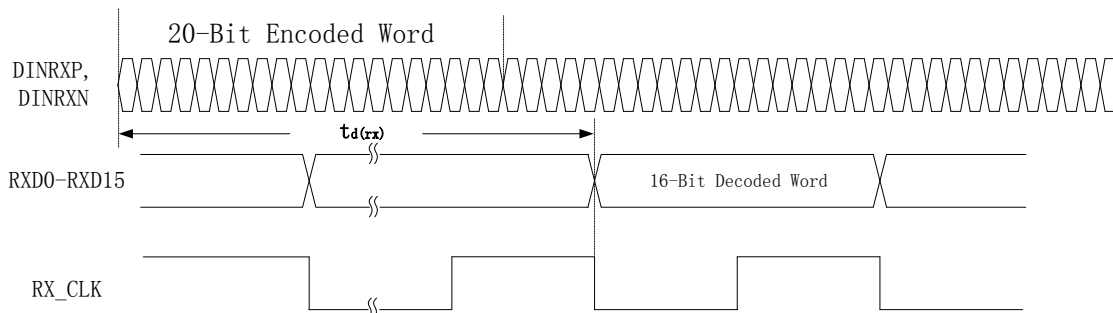 20-Bit Encoded Word
DINRXP,
DINRXN
td(rx)
RXD0-RXD15
16-Bit Decoded Word
RX_CLK